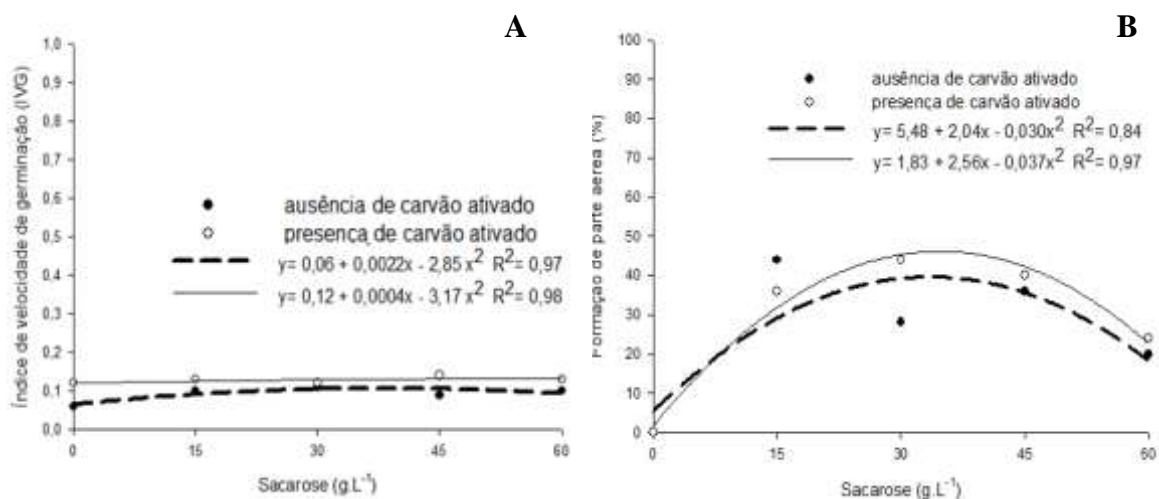 A
Índice de velocidade de germinação (IVG)
1,0
0,9
0,8
0,7
0,6
0,5
0,4
0,3
0,2
0,1
0,0
ausência de carvão ativado
presença de carvão ativado
y= 0,06 + 0,0022x - 2,85 x² R²= 0,97
y= 0,12 + 0,0004x - 3,17 x² R²= 0,98
0 15 30 45 60
Sacarose (g.L⁻¹)
B
Formação de parte aerea (%)
100
90
80
70
60
50
40
30
20
10
0
ausência de carvão ativado
presença de carvão ativado
y= 5,48 + 2,04x - 0,030x² R²= 0,84
y= 1,83 + 2,56x - 0,037x² R²= 0,97
0 15 30 45 60
Sacarose (g.L⁻¹)